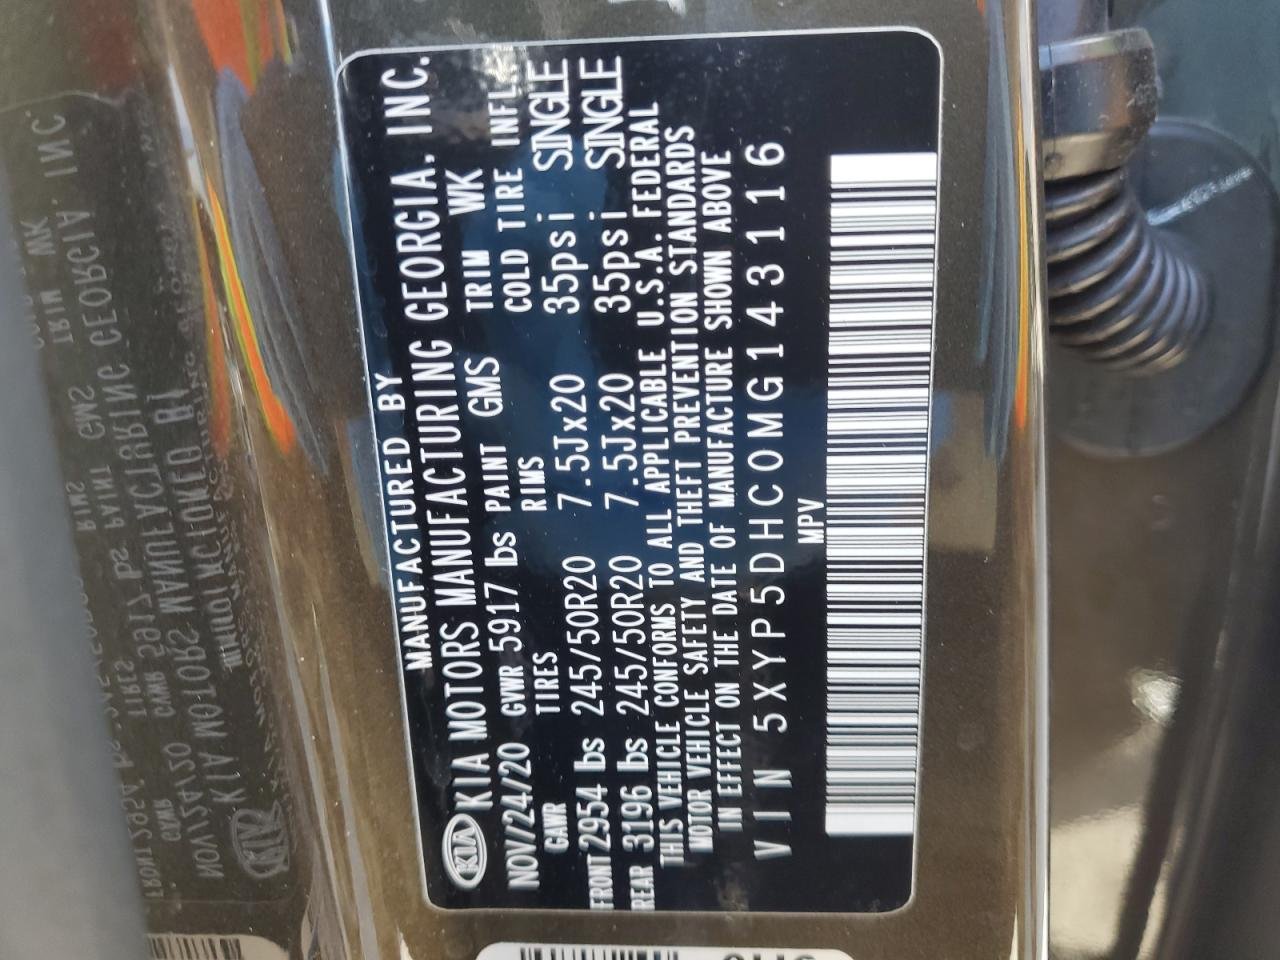 MANUFACTURED BY
KIA KIA MOTORS MANUFACTURING GEORGIA, INC.
NOV/24/20 GVWR 5917 lbs PAINT GMS TRIM WK
GAWR TIRES RIMS COLD TIRE INFL.
FRONT 2954 lbs 245/50R20 7.5Jx20 35psi SINGLE
REAR 3196 lbs 245/50R20 7.5Jx20 35psi SINGLE
THIS VEHICLE CONFORMS TO ALL APPLICABLE U.S.A. FEDERAL
MOTOR VEHICLE SAFETY AND THEFT PREVENTION STANDARDS
IN EFFECT ON THE DATE OF MANUFACTURE SHOWN ABOVE
VIN 5XYP5DHC0MG143116
MPV